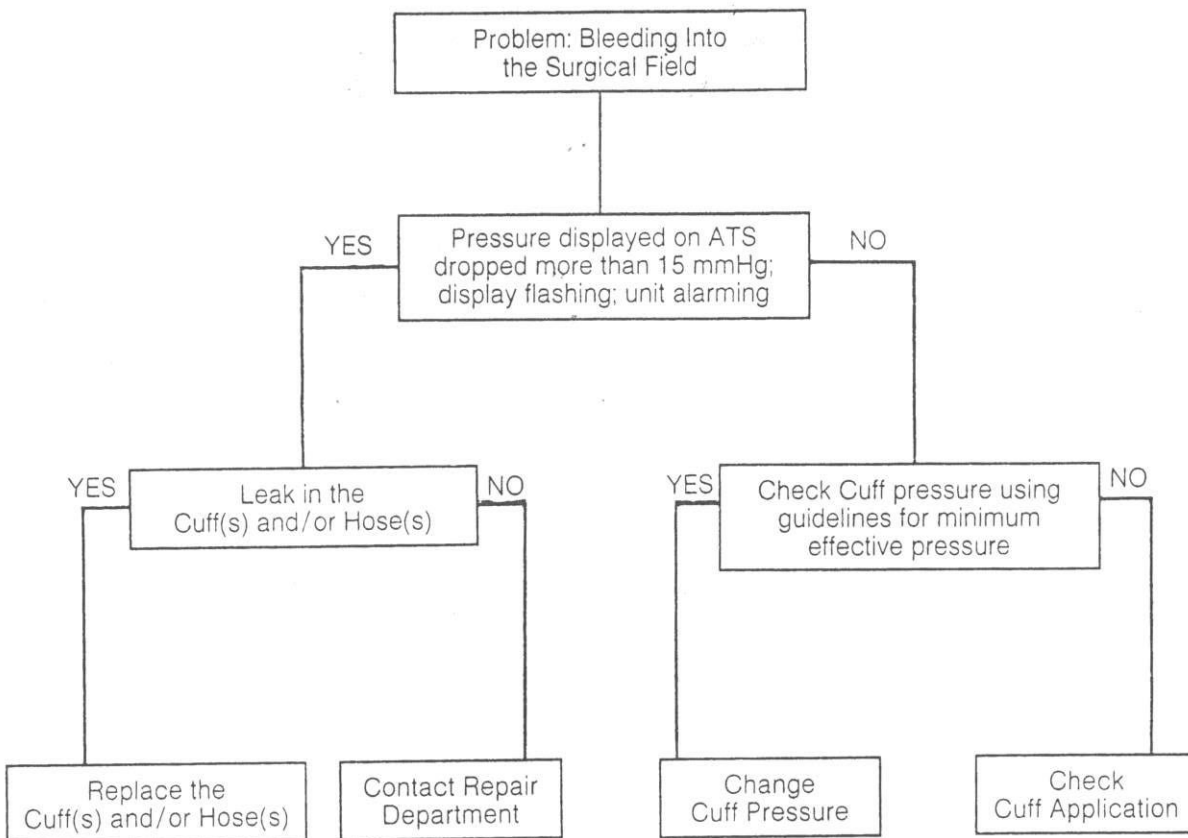 Problem: Bleeding Into
the Surgical Field
YES
Pressure displayed on ATS
dropped more than 15 mmHg;
display flashing; unit alarming
NO
YES
Leak in the
Cuff(s) and/or Hose(s)
NO
YES
Check Cuff pressure using
guidelines for minimum
effective pressure
NO
Replace the
Cuff(s) and/or Hose(s)
Contact Repair
Department
Change
Cuff Pressure
Check
Cuff Application